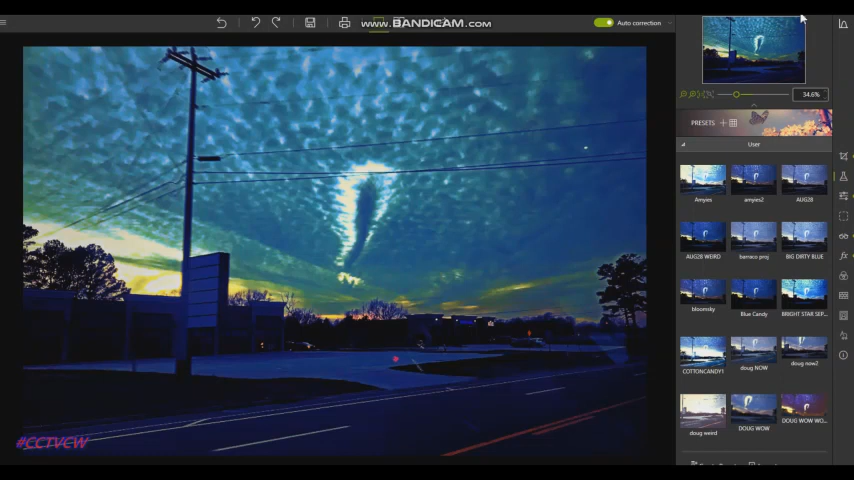 WWW.BANDICAM.COM
Auto correction
34.6%
PRESETS
User
Amyies
amyies2
AUG28
AUG28 WEIRD
barraco proj
BIG DIRTY BLUE
bloomsky
Blue Candy
BRIGHT STAR SEP...
COTTONCANDY1
doug NOW
doug now2
doug weird
DOUG WOW
DOUG WOW WO...
#CCTVCW